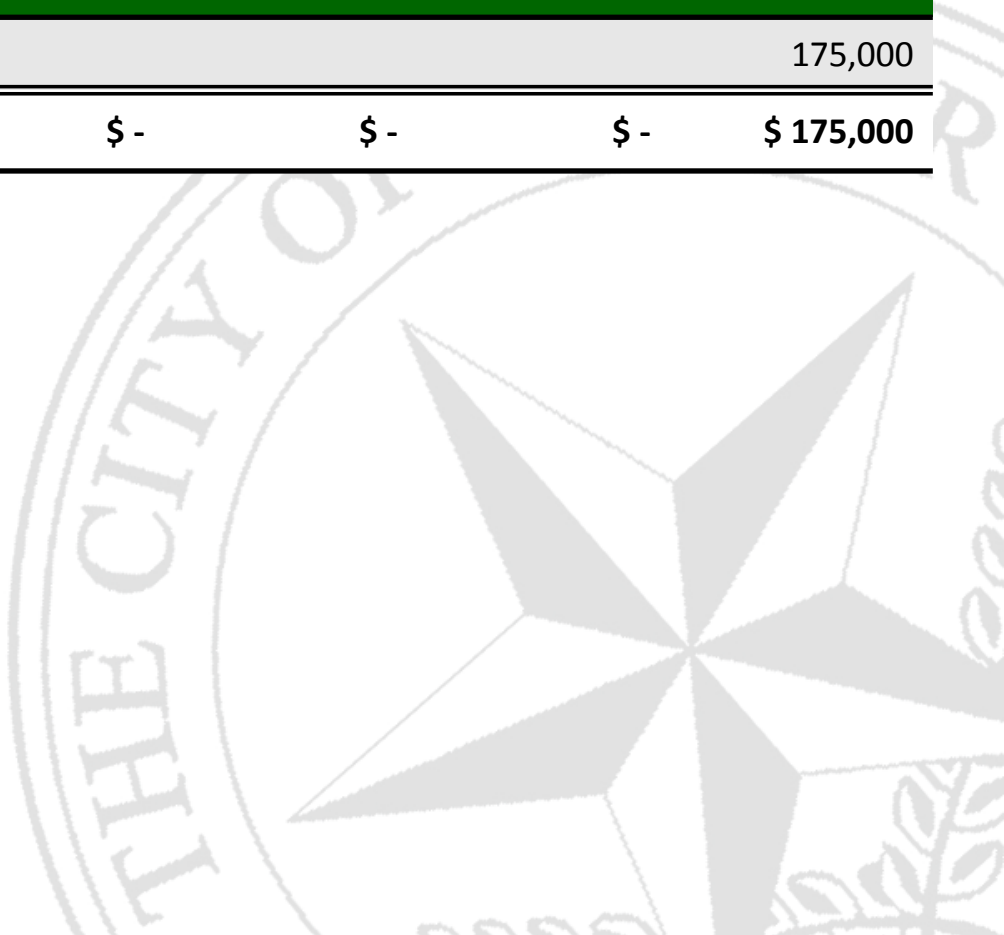 175,000
$ - $ - $ - $ 175,000
THE CITY OF
R